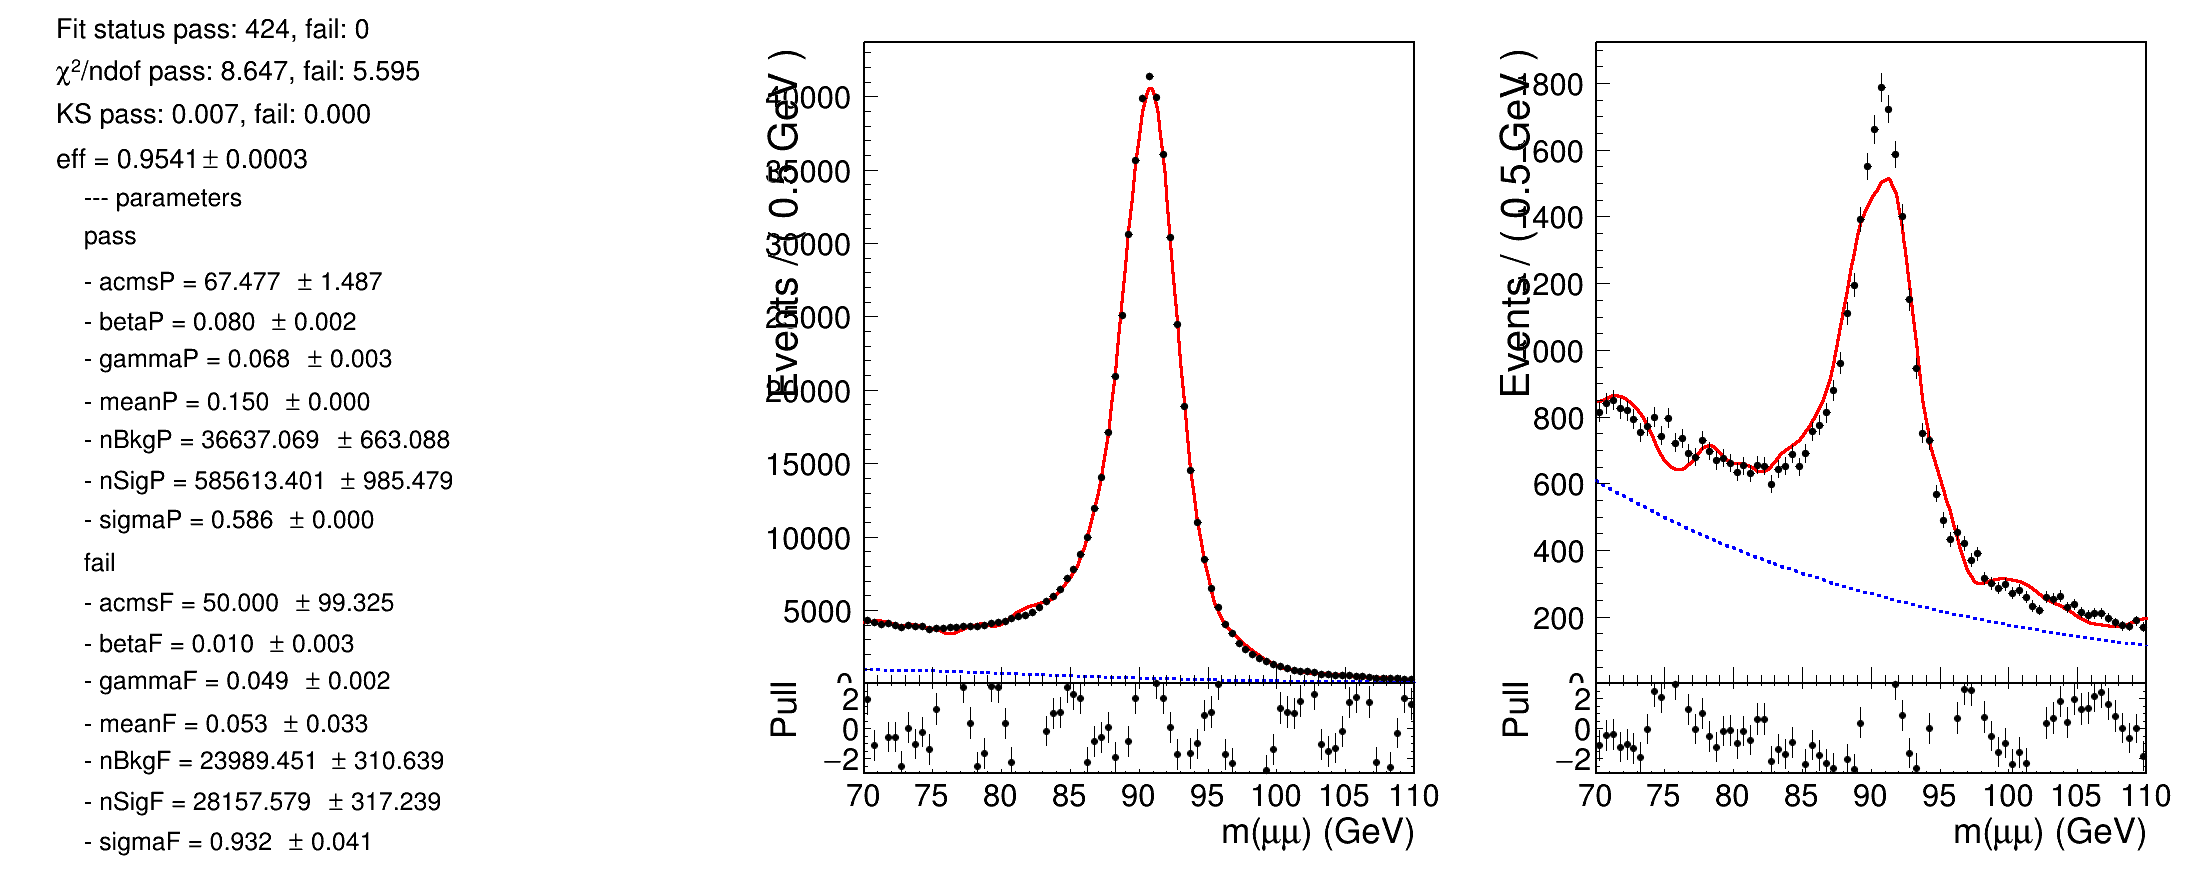 Fit status pass: 424, fail: 0
χ²/ndof pass: 8.647, fail: 5.595
KS pass: 0.007, fail: 0.000
eff = 0.9541 ± 0.0003
--- parameters
pass
- acmsP = 67.477 ± 1.487
- betaP = 0.080 ± 0.002
- gammaP = 0.068 ± 0.003
- meanP = 0.150 ± 0.000
- nBkgP = 36637.069 ± 663.088
- nSigP = 585613.401 ± 985.479
- sigmaP = 0.586 ± 0.000
fail
- acmsF = 50.000 ± 99.325
- betaF = 0.010 ± 0.003
- gammaF = 0.049 ± 0.002
- meanF = 0.053 ± 0.033
- nBkgF = 23989.451 ± 310.639
- nSigF = 28157.579 ± 317.239
- sigmaF = 0.932 ± 0.041
Events / ( 0.5 GeV )
40000
35000
30000
25000
20000
15000
10000
5000
0
Pull
2
0
−2
70 75 80 85 90 95 100 105 110
m(μμ) (GeV)
Events / ( 0.5 GeV )
1800
1600
1400
1200
1000
800
600
400
200
0
Pull
2
0
−2
70 75 80 85 90 95 100 105 110
m(μμ) (GeV)